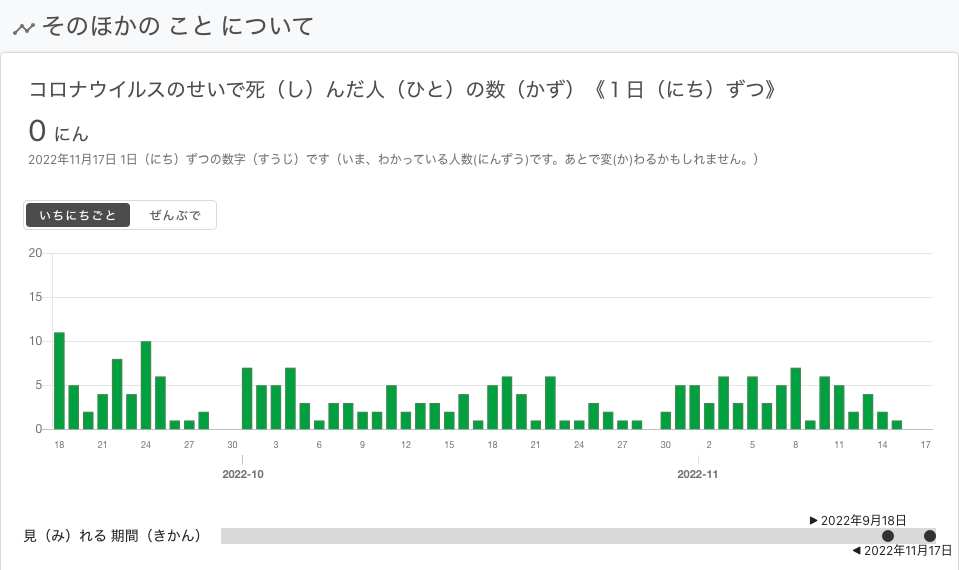 そのほかの こと について
コロナウイルスのせいで死（し）んだ人（ひと）の数（かず）《１日（にち）ずつ》
0 にん
2022年11月17日 1日（にち）ずつの数字（すうじ）です（いま、わかっている人数(にんずう)です。あとで変(か)わるかもしれません。）
いちにちごと ぜんぶで
20
15
10
5
0
18 21 24 27 30 3 6 9 12 15 18 21 24 27 30 2 5 8 11 14 17
2022-10 2022-11
▶ 2022年9月18日
見（み）れる 期間（きかん）
◀ 2022年11月17日